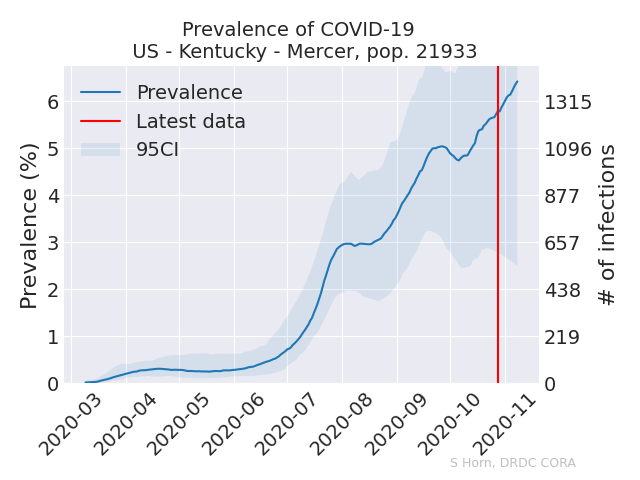 Prevalence of COVID-19
US - Kentucky - Mercer, pop. 21933
Prevalence
Latest data
95CI
Prevalence (%)
6
5
4
3
2
1
0
1315
1096
877
657
438
219
0
# of infections
2020-03
2020-04
2020-05
2020-06
2020-07
2020-08
2020-09
2020-10
2020-11
S Horn, DRDC CORA